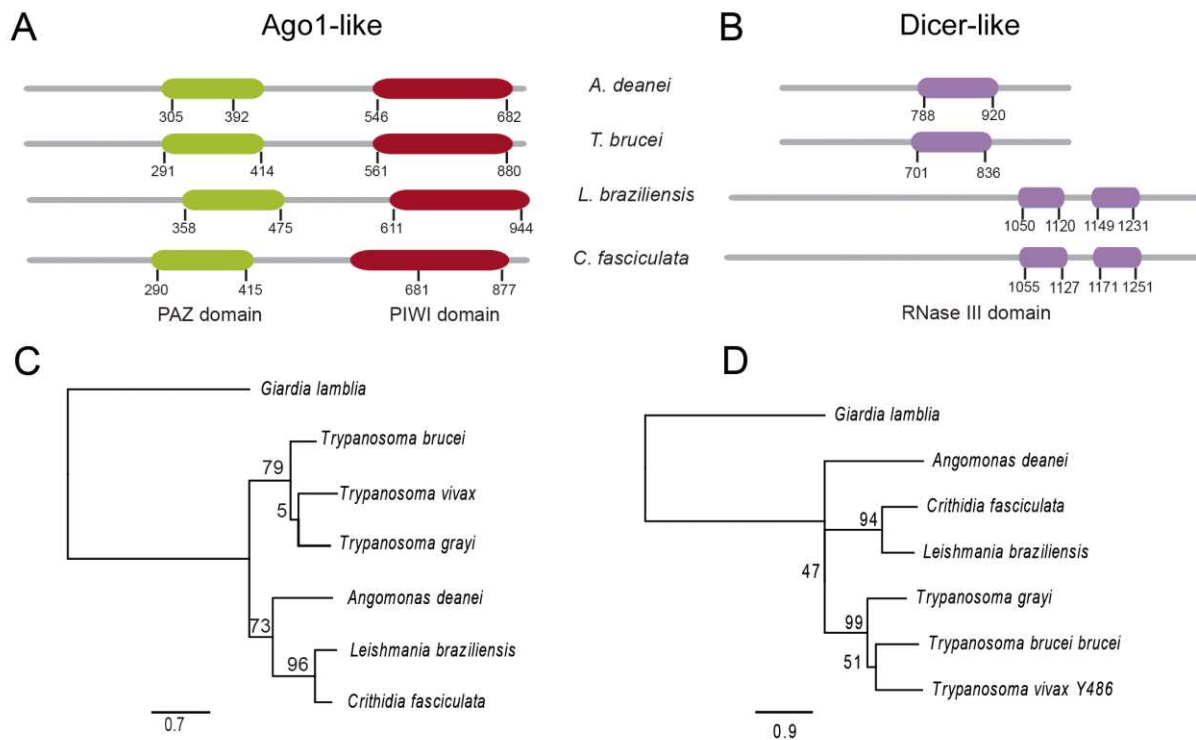 A
Ago1-like
B
Dicer-like
A. deanei
305 392 546 682
788 920
T. brucei
291 414 561 880
701 836
L. braziliensis
358 475 611 944
1050 1120 1149 1231
C. fasciculata
290 415 681 877
1055 1127 1171 1251
PAZ domain
PIWI domain
RNase III domain
C
Giardia lamblia
Trypanosoma brucei
79
Trypanosoma vivax
5
Trypanosoma grayi
Angomonas deanei
73
Leishmania braziliensis
96
Crithidia fasciculata
0.7
D
Giardia lamblia
Angomonas deanei
Crithidia fasciculata
94
Leishmania braziliensis
47
Trypanosoma grayi
99
Trypanosoma brucei brucei
51
Trypanosoma vivax Y486
0.9